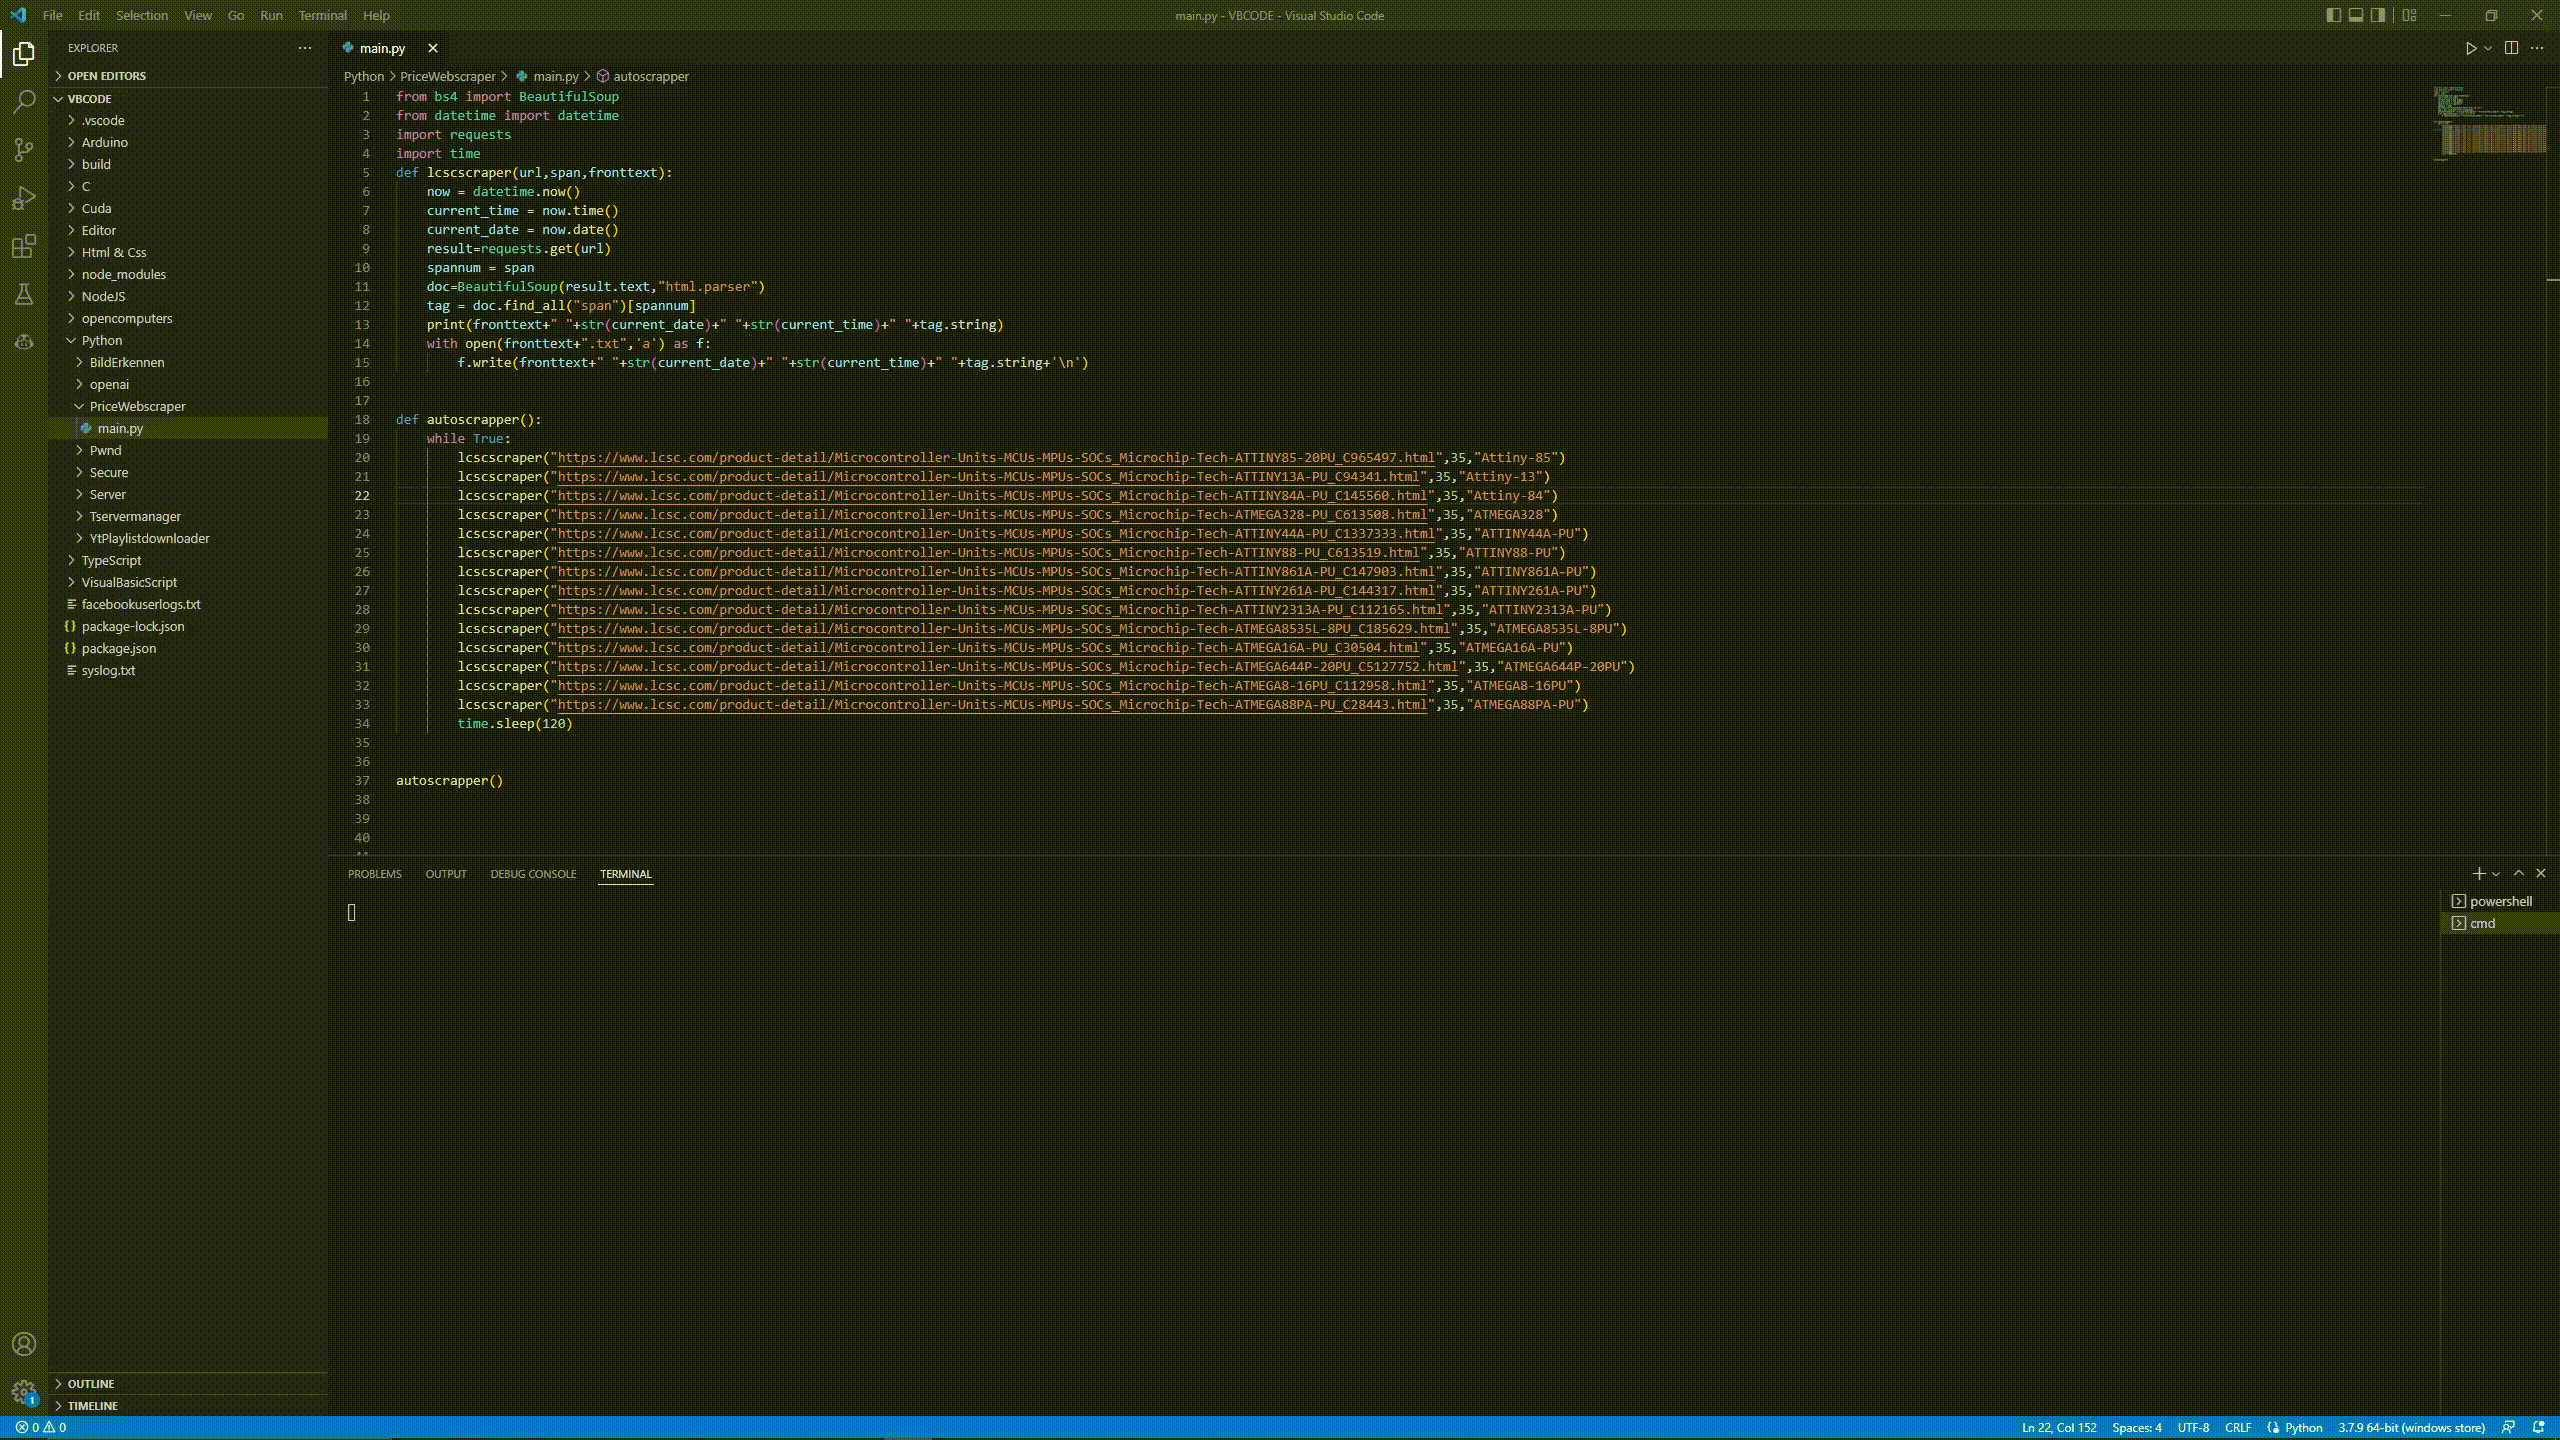 File Edit Selection View Go Run Terminal Help
main.py - VBCODE - Visual Studio Code
EXPLORER
OPEN EDITORS
VBCODE
.vscode
Arduino
build
C
Cuda
Editor
Html & Css
node_modules
NodeJS
opencomputers
Python
BildErkennen
openai
PriceWebscraper
main.py
Pwnd
Secure
Server
Tservermanager
YtPlaylistdownloader
TypeScript
VisualBasicScript
facebookuserlogs.txt
package-lock.json
package.json
syslog.txt
OUTLINE
TIMELINE
main.py
Python > PriceWebscraper > main.py > autoscrapper
1 from bs4 import BeautifulSoup
2 from datetime import datetime
3 import requests
4 import time
5 def lcscscraper(url,span,fronttext):
6 now = datetime.now()
7 current_time = now.time()
8 current_date = now.date()
9 result=requests.get(url)
10 spannum = span
11 doc=BeautifulSoup(result.text,"html.parser")
12 tag = doc.find_all("span")[spannum]
13 print(fronttext+" "+str(current_date)+" "+str(current_time)+" "+tag.string)
14 with open(fronttext+".txt",'a') as f:
15 f.write(fronttext+" "+str(current_date)+" "+str(current_time)+" "+tag.string+'\n')
16
17
18 def autoscrapper():
19 while True:
20 lcscscraper("https://www.lcsc.com/product-detail/Microcontroller-Units-MCUs-MPUs-SOCs_Microchip-Tech-ATTINY85-20PU_C965497.html",35,"Attiny-85")
21 lcscscraper("https://www.lcsc.com/product-detail/Microcontroller-Units-MCUs-MPUs-SOCs_Microchip-Tech-ATTINY13A-PU_C94341.html",35,"Attiny-13")
22 lcscscraper("https://www.lcsc.com/product-detail/Microcontroller-Units-MCUs-MPUs-SOCs_Microchip-Tech-ATTINY84A-PU_C145560.html",35,"Attiny-84")
23 lcscscraper("https://www.lcsc.com/product-detail/Microcontroller-Units-MCUs-MPUs-SOCs_Microchip-Tech-ATMEGA328-PU_C613508.html",35,"ATMEGA328")
24 lcscscraper("https://www.lcsc.com/product-detail/Microcontroller-Units-MCUs-MPUs-SOCs_Microchip-Tech-ATTINY44A-PU_C1337333.html",35,"ATTINY44A-PU")
25 lcscscraper("https://www.lcsc.com/product-detail/Microcontroller-Units-MCUs-MPUs-SOCs_Microchip-Tech-ATTINY88-PU_C613519.html",35,"ATTINY88-PU")
26 lcscscraper("https://www.lcsc.com/product-detail/Microcontroller-Units-MCUs-MPUs-SOCs_Microchip-Tech-ATTINY861A-PU_C147903.html",35,"ATTINY861A-PU")
27 lcscscraper("https://www.lcsc.com/product-detail/Microcontroller-Units-MCUs-MPUs-SOCs_Microchip-Tech-ATTINY261A-PU_C144317.html",35,"ATTINY261A-PU")
28 lcscscraper("https://www.lcsc.com/product-detail/Microcontroller-Units-MCUs-MPUs-SOCs_Microchip-Tech-ATTINY2313A-PU_C112165.html",35,"ATTINY2313A-PU")
29 lcscscraper("https://www.lcsc.com/product-detail/Microcontroller-Units-MCUs-MPUs-SOCs_Microchip-Tech-ATMEGA8535L-8PU_C185629.html",35,"ATMEGA8535L-8PU")
30 lcscscraper("https://www.lcsc.com/product-detail/Microcontroller-Units-MCUs-MPUs-SOCs_Microchip-Tech-ATMEGA16A-PU_C30504.html",35,"ATMEGA16A-PU")
31 lcscscraper("https://www.lcsc.com/product-detail/Microcontroller-Units-MCUs-MPUs-SOCs_Microchip-Tech-ATMEGA644P-20PU_C5127752.html",35,"ATMEGA644P-20PU")
32 lcscscraper("https://www.lcsc.com/product-detail/Microcontroller-Units-MCUs-MPUs-SOCs_Microchip-Tech-ATMEGA8-16PU_C112958.html",35,"ATMEGA8-16PU")
33 lcscscraper("https://www.lcsc.com/product-detail/Microcontroller-Units-MCUs-MPUs-SOCs_Microchip-Tech-ATMEGA88PA-PU_C28443.html",35,"ATMEGA88PA-PU")
34 time.sleep(120)
35
36
37 autoscrapper()
38
39
40
PROBLEMS OUTPUT DEBUG CONSOLE TERMINAL
powershell
cmd
1
0 0
Ln 22, Col 152 Spaces: 4 UTF-8 CRLF Python 3.7.9 64-bit (windows store)